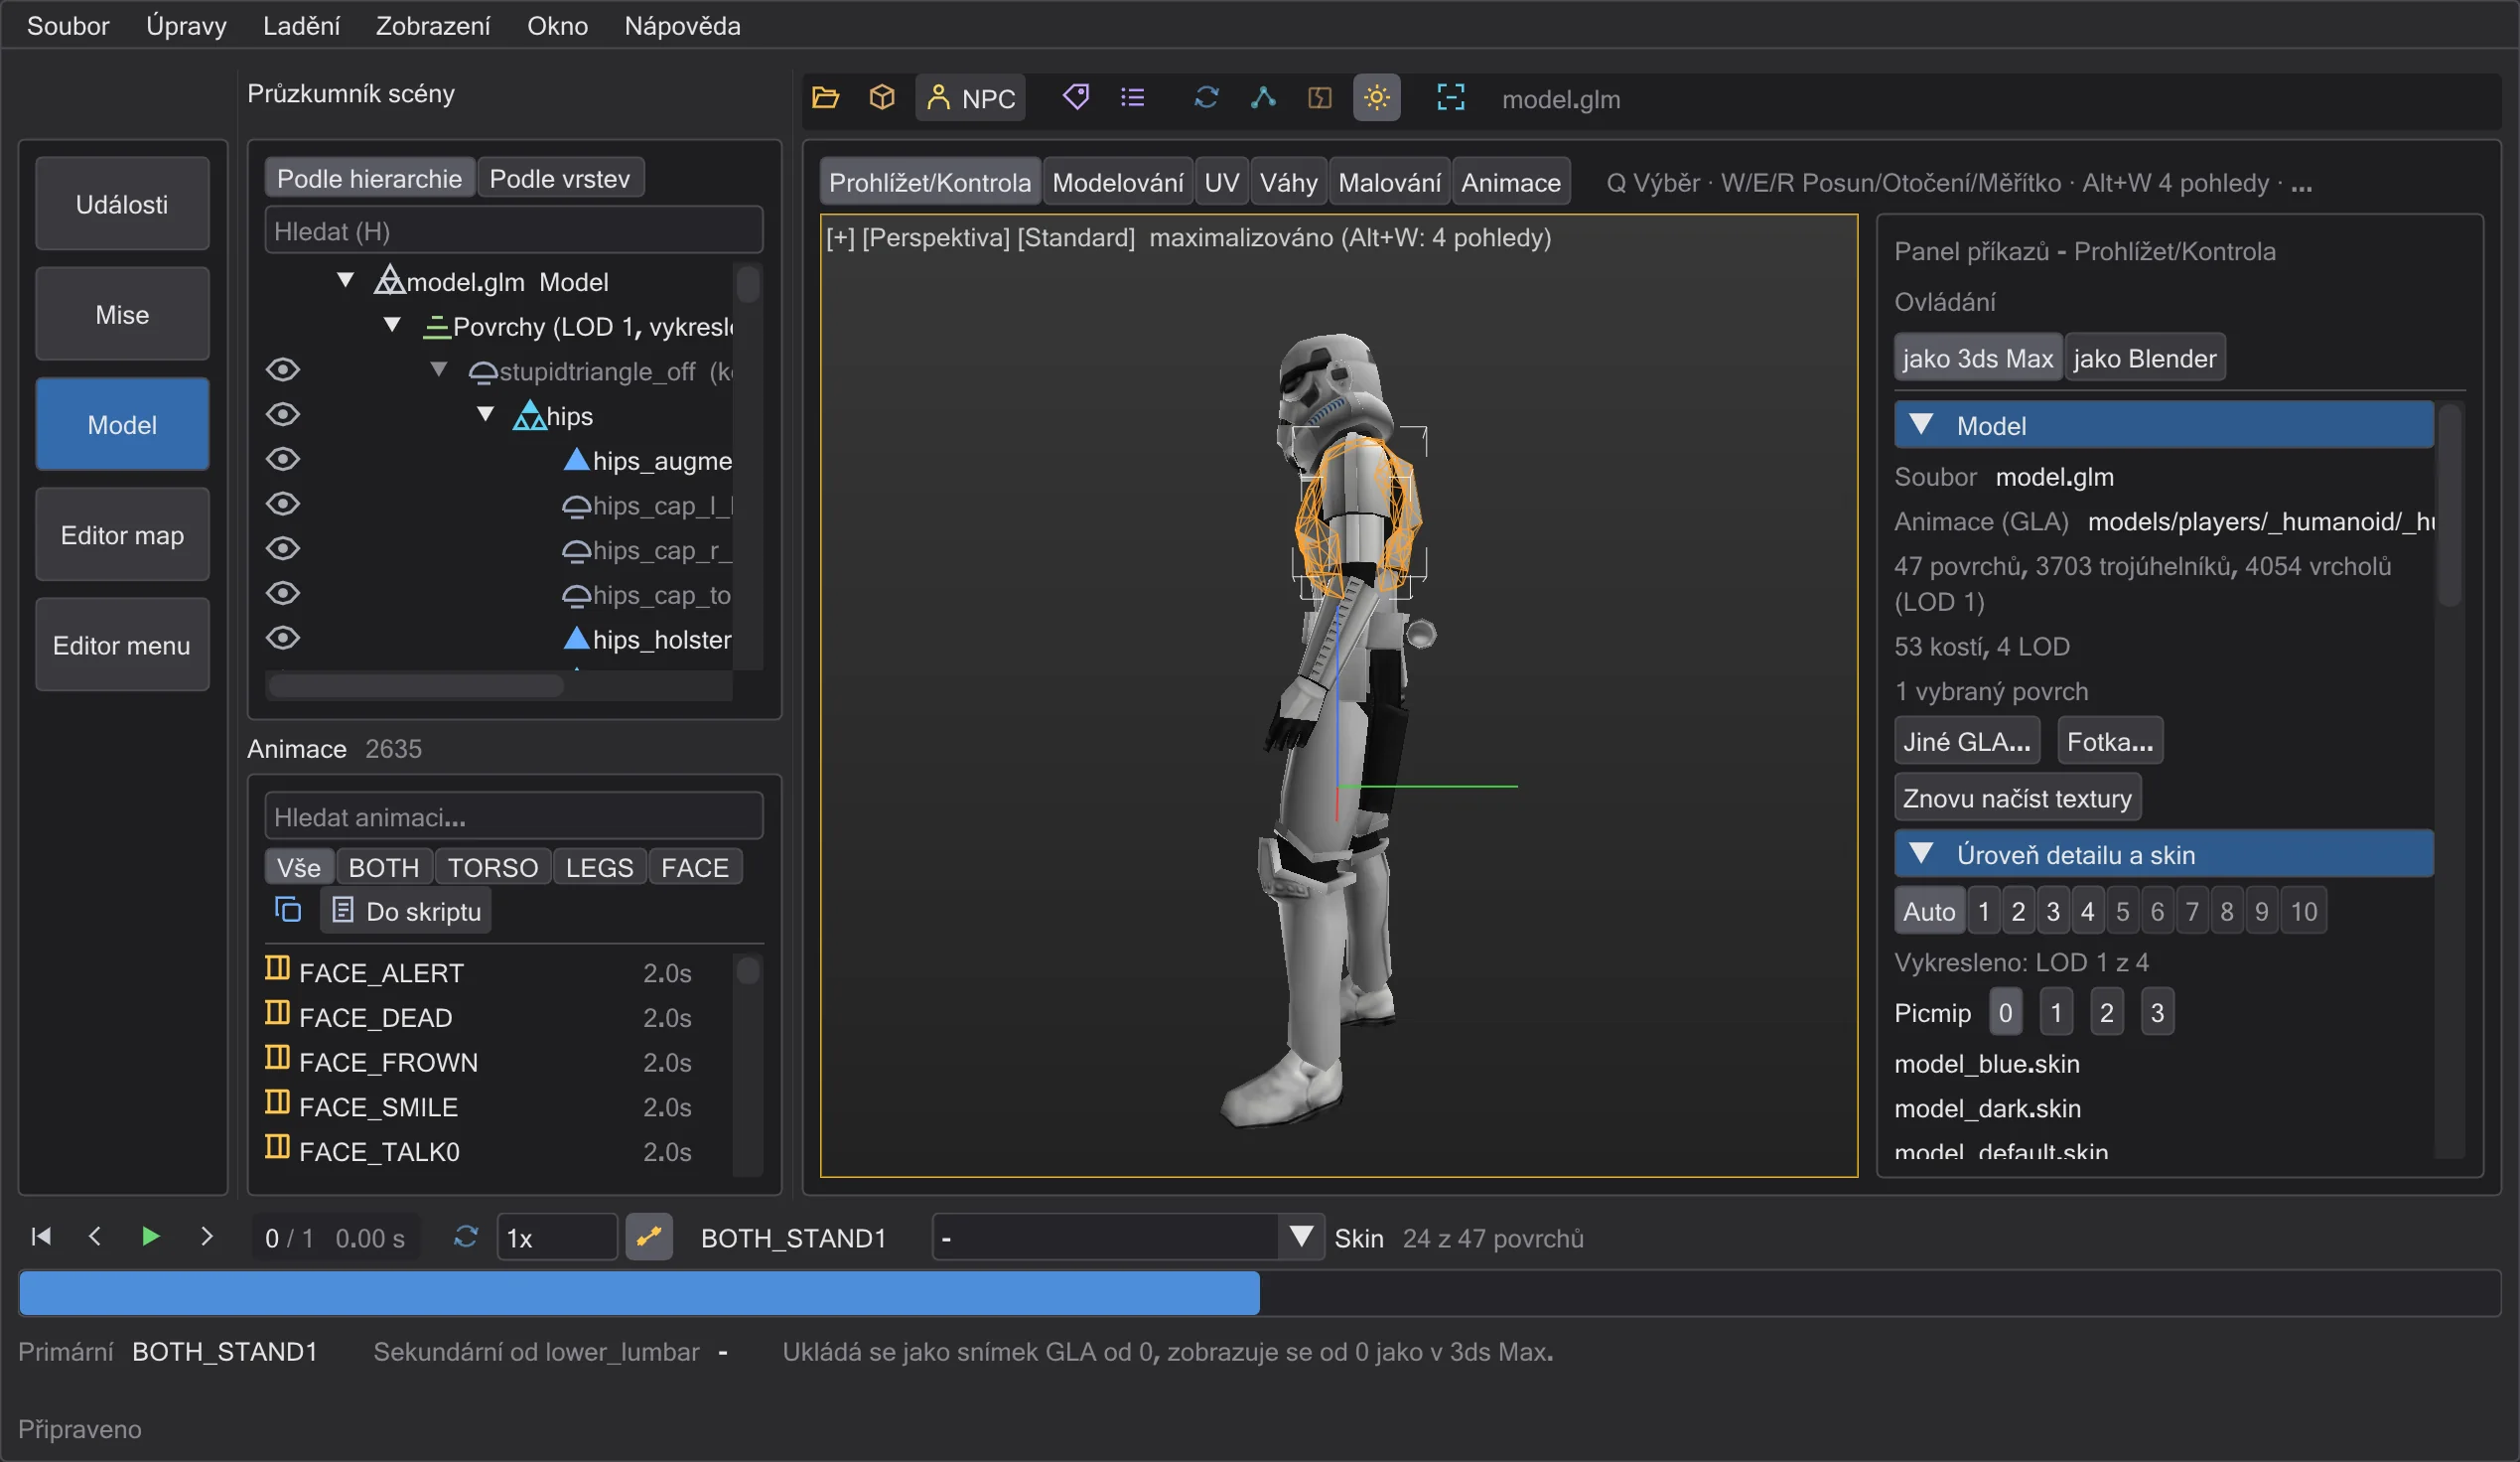 Soubor Úpravy Ladění Zobrazení Okno Nápověda
Průzkumník scény
NPC
model.glm
Události
Mise
Model
Editor map
Editor menu
Podle hierarchie Podle vrstev
Hledat (H)
model.glm Model
Povrchy (LOD 1, vykresl
stupidtriangle_off (k
hips
hips_augme
hips_cap_l_
hips_cap_r_
hips_cap_to
hips_holster
Animace 2635
Hledat animaci...
Vše BOTH TORSO LEGS FACE
Do skriptu
FACE_ALERT 2.0s
FACE_DEAD 2.0s
FACE_FROWN 2.0s
FACE_SMILE 2.0s
FACE_TALK0 2.0s
Prohlížet/Kontrola Modelování UV Váhy Malování Animace
Q Výběr · W/E/R Posun/Otočení/Měřítko · Alt+W 4 pohledy · ...
[+] [Perspektiva] [Standard] maximalizováno (Alt+W: 4 pohledy)
Panel příkazů - Prohlížet/Kontrola
Ovládání
jako 3ds Max jako Blender
Model
Soubor model.glm
Animace (GLA) models/players/_humanoid/_hu
47 povrchů, 3703 trojúhelníků, 4054 vrcholů
(LOD 1)
53 kostí, 4 LOD
1 vybraný povrch
Jiné GLA... Fotka...
Znovu načíst textury
Úroveň detailu a skin
Auto 1 2 3 4 5 6 7 8 9 10
Vykresleno: LOD 1 z 4
Picmip 0 1 2 3
model_blue.skin
model_dark.skin
model_default.skin
0 / 1 0.00 s
1x
BOTH_STAND1
-
Skin 24 z 47 povrchů
Primární BOTH_STAND1 Sekundární od lower_lumbar - Ukládá se jako snímek GLA od 0, zobrazuje se od 0 jako v 3ds Max.
Připraveno